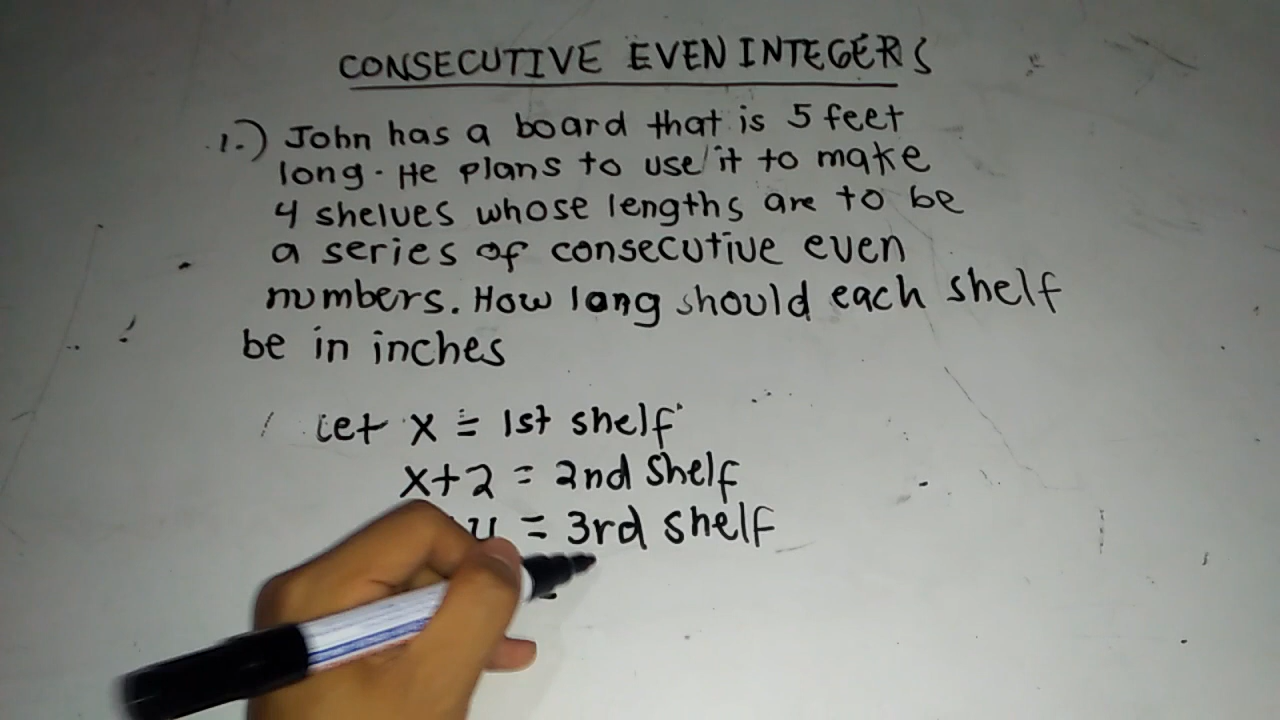 CONSECUTIVE EVEN INTEGERS
1.) John has a board that is 5 feet
long. He plans to use it to make
4 shelves whose lengths are to be
a series of consecutive even
numbers. How long should each shelf
be in inches
Let x = 1st shelf
x+2 = 2nd shelf
4 = 3rd shelf